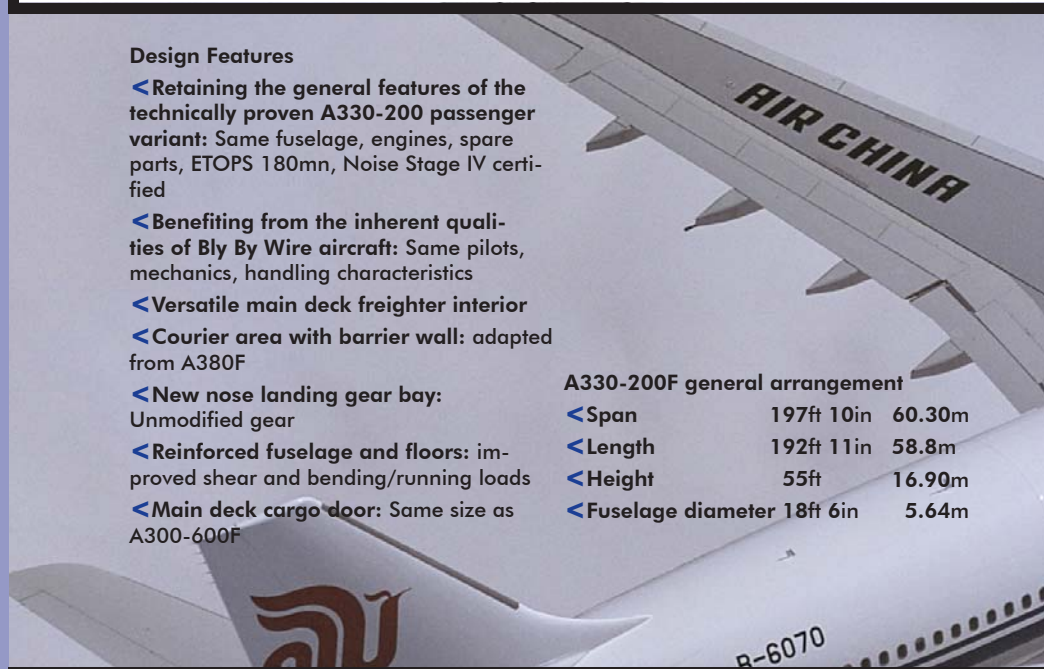 Design Features
<Retaining the general features of the
technically proven A330-200 passenger
variant: Same fuselage, engines, spare
parts, ETOPS 180mn, Noise Stage IV certi-
fied
<Benefiting from the inherent quali-
ties of Bly By Wire aircraft: Same pilots,
mechanics, handling characteristics
<Versatile main deck freighter interior
<Courier area with barrier wall: adapted
from A380F
<New nose landing gear bay:
Unmodified gear
<Reinforced fuselage and floors: im-
proved shear and bending/running loads
<Main deck cargo door: Same size as
A300-600F
A330-200F general arrangement
<Span 197ft 10in 60.30m
<Length 192ft 11in 58.8m
<Height 55ft 16.90m
<Fuselage diameter 18ft 6in 5.64m
AIR CHINA
B-6070